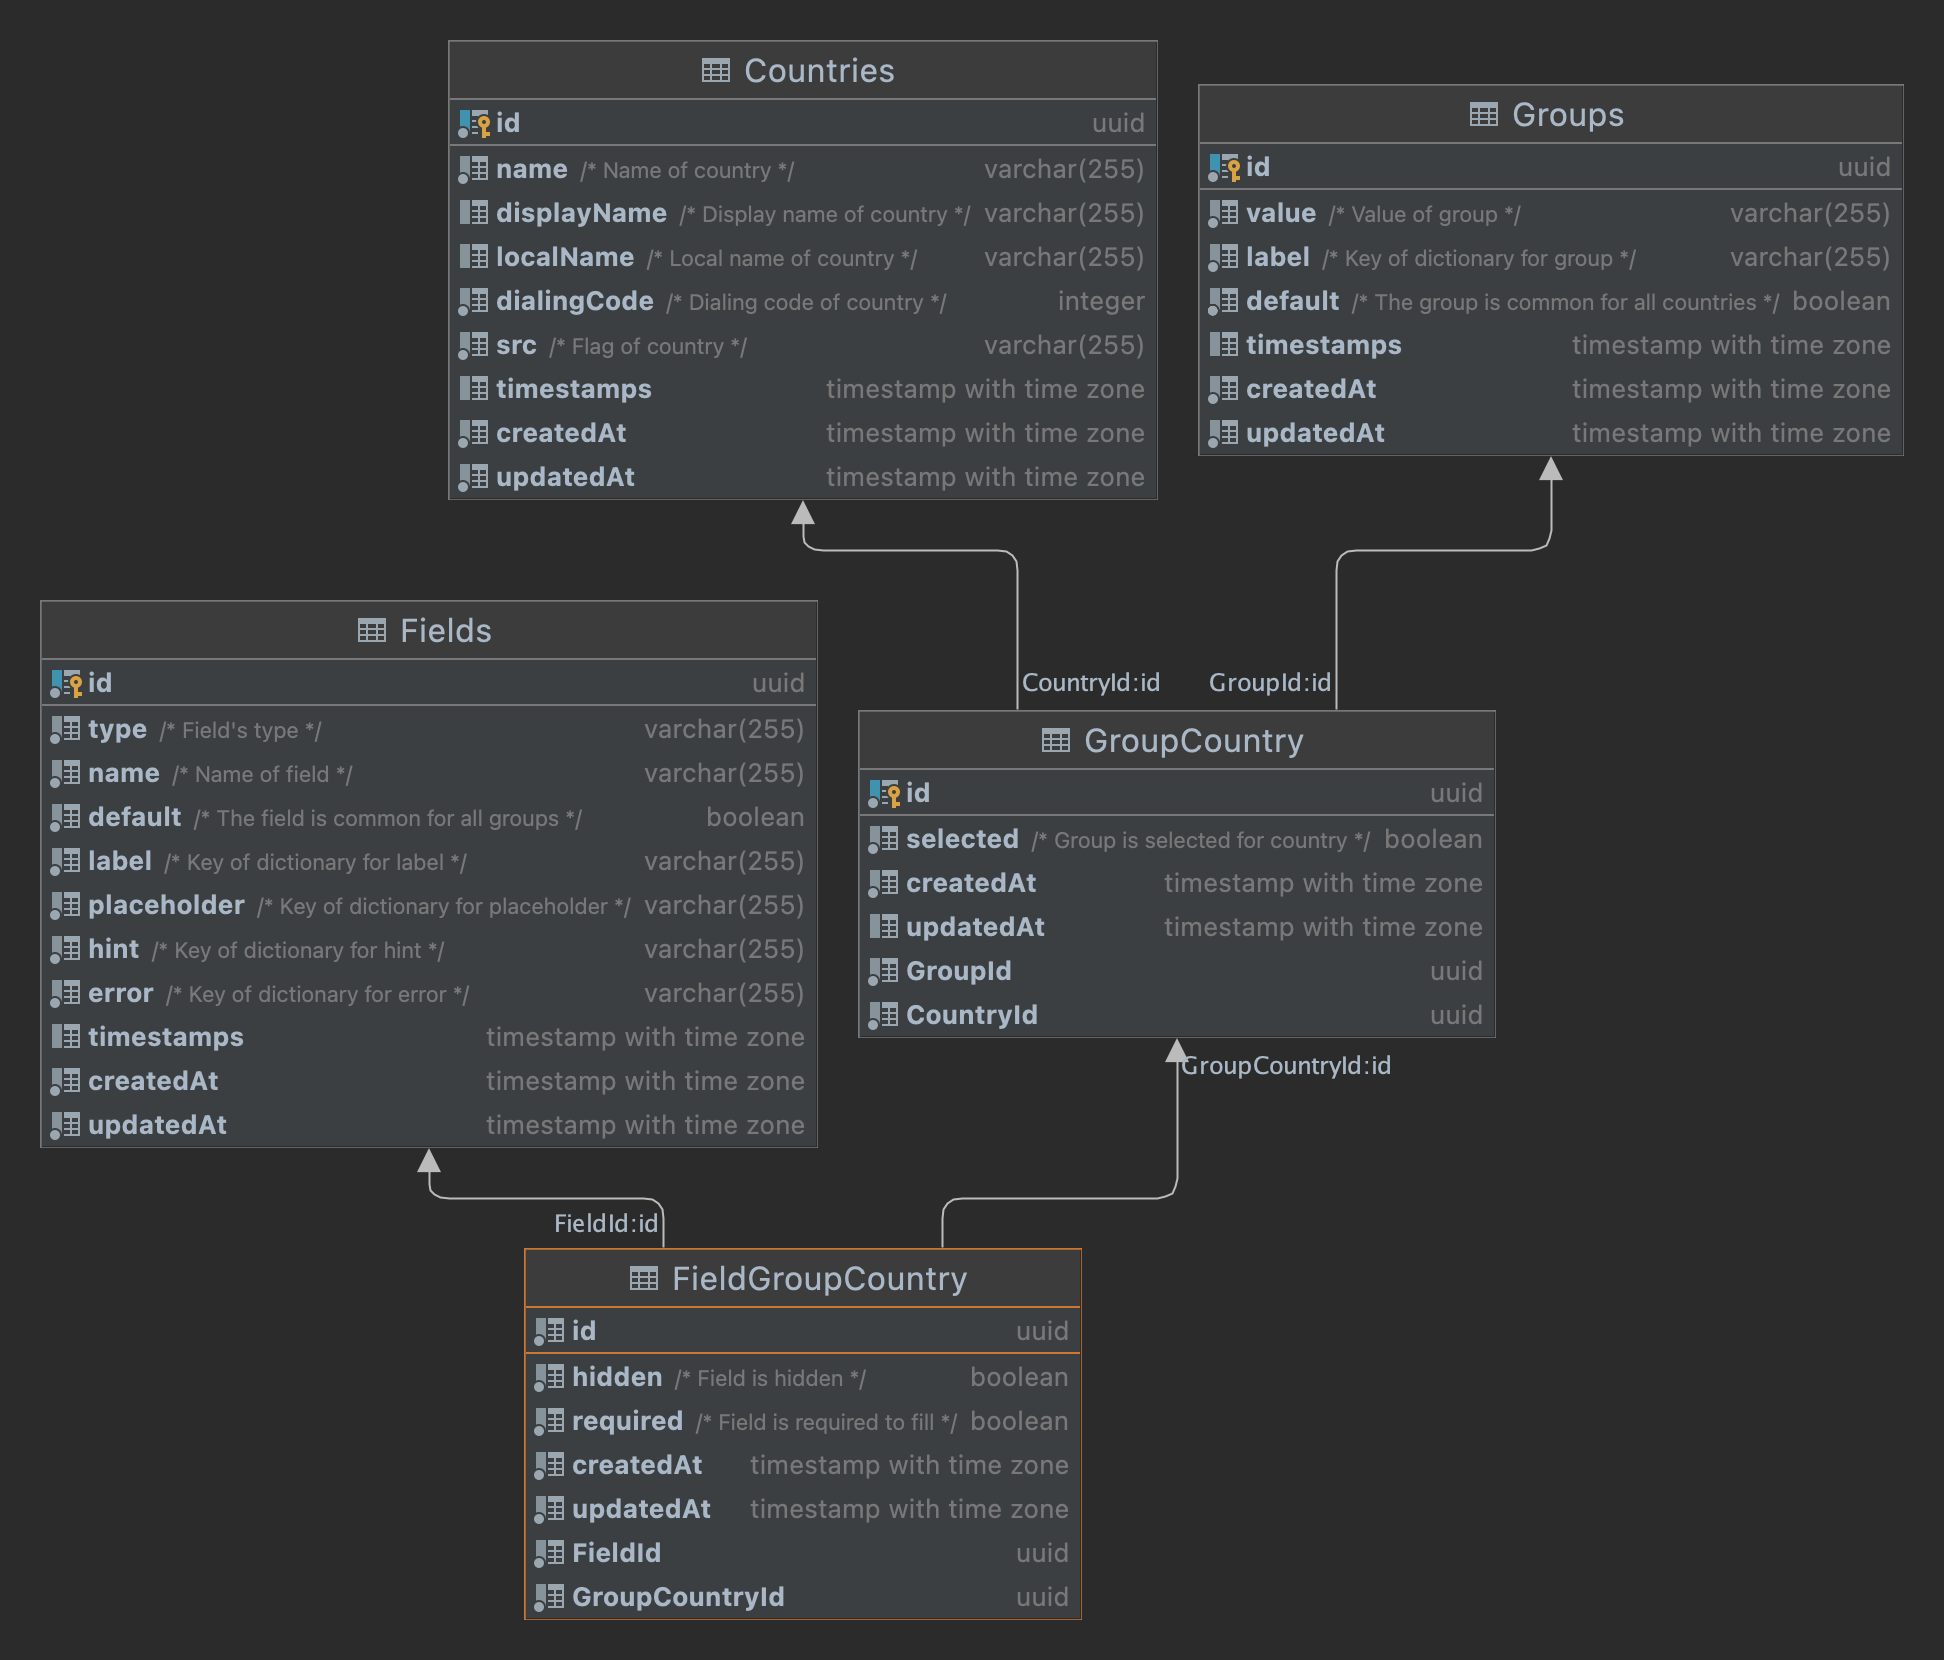 Countries
id uuid
name /* Name of country */ varchar(255)
displayName /* Display name of country */ varchar(255)
localName /* Local name of country */ varchar(255)
dialingCode /* Dialing code of country */ integer
src /* Flag of country */ varchar(255)
timestamps timestamp with time zone
createdAt timestamp with time zone
updatedAt timestamp with time zone
Groups
id uuid
value /* Value of group */ varchar(255)
label /* Key of dictionary for group */ varchar(255)
default /* The group is common for all countries */ boolean
timestamps timestamp with time zone
createdAt timestamp with time zone
updatedAt timestamp with time zone
Fields
id uuid
type /* Field's type */ varchar(255)
name /* Name of field */ varchar(255)
default /* The field is common for all groups */ boolean
label /* Key of dictionary for label */ varchar(255)
placeholder /* Key of dictionary for placeholder */ varchar(255)
hint /* Key of dictionary for hint */ varchar(255)
error /* Key of dictionary for error */ varchar(255)
timestamps timestamp with time zone
createdAt timestamp with time zone
updatedAt timestamp with time zone
CountryId:id
GroupId:id
GroupCountry
id uuid
selected /* Group is selected for country */ boolean
createdAt timestamp with time zone
updatedAt timestamp with time zone
GroupId uuid
CountryId uuid
GroupCountryId:id
FieldId:id
FieldGroupCountry
id uuid
hidden /* Field is hidden */ boolean
required /* Field is required to fill */ boolean
createdAt timestamp with time zone
updatedAt timestamp with time zone
FieldId uuid
GroupCountryId uuid